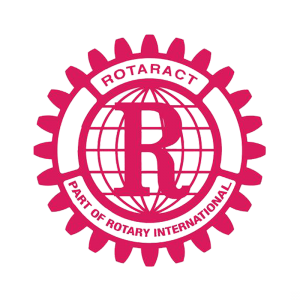 ROTARACT
R
PART OF ROTARY INTERNATIONAL